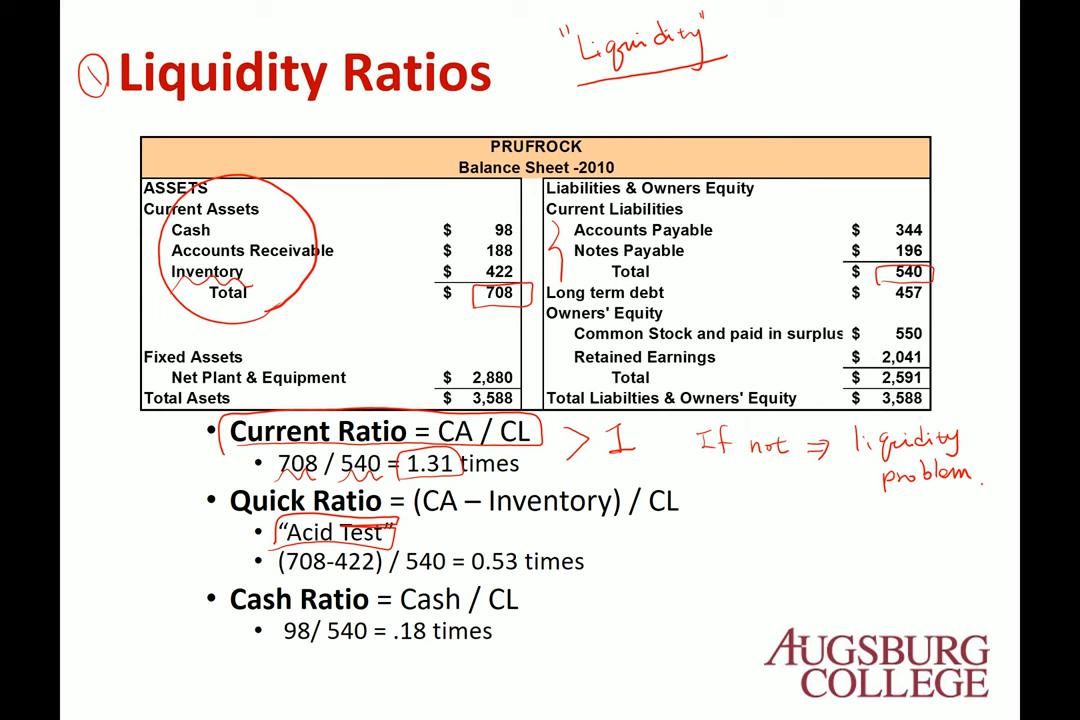 "Liquidity"
1 Liquidity Ratios
PRUFROCK
Balance Sheet -2010
ASSETS Liabilities & Owners Equity
Current Assets Current Liabilities
Cash $ 98 Accounts Payable $ 344
Accounts Receivable $ 188 Notes Payable $ 196
Inventory $ 422 Total $ 540
Total $ 708 Long term debt $ 457
Owners' Equity
Common Stock and paid in surplus $ 550
Fixed Assets Retained Earnings $ 2,041
Net Plant & Equipment $ 2,880 Total $ 2,591
Total Asets $ 3,588 Total Liabilties & Owners' Equity $ 3,588
• Current Ratio = CA / CL > 1 If not ⇒ liquidity
problem.
• 708 / 540 = 1.31 times
• Quick Ratio = (CA – Inventory) / CL
• “Acid Test”
• (708-422) / 540 = 0.53 times
• Cash Ratio = Cash / CL
• 98/ 540 = .18 times
AUGSBURG
COLLEGE